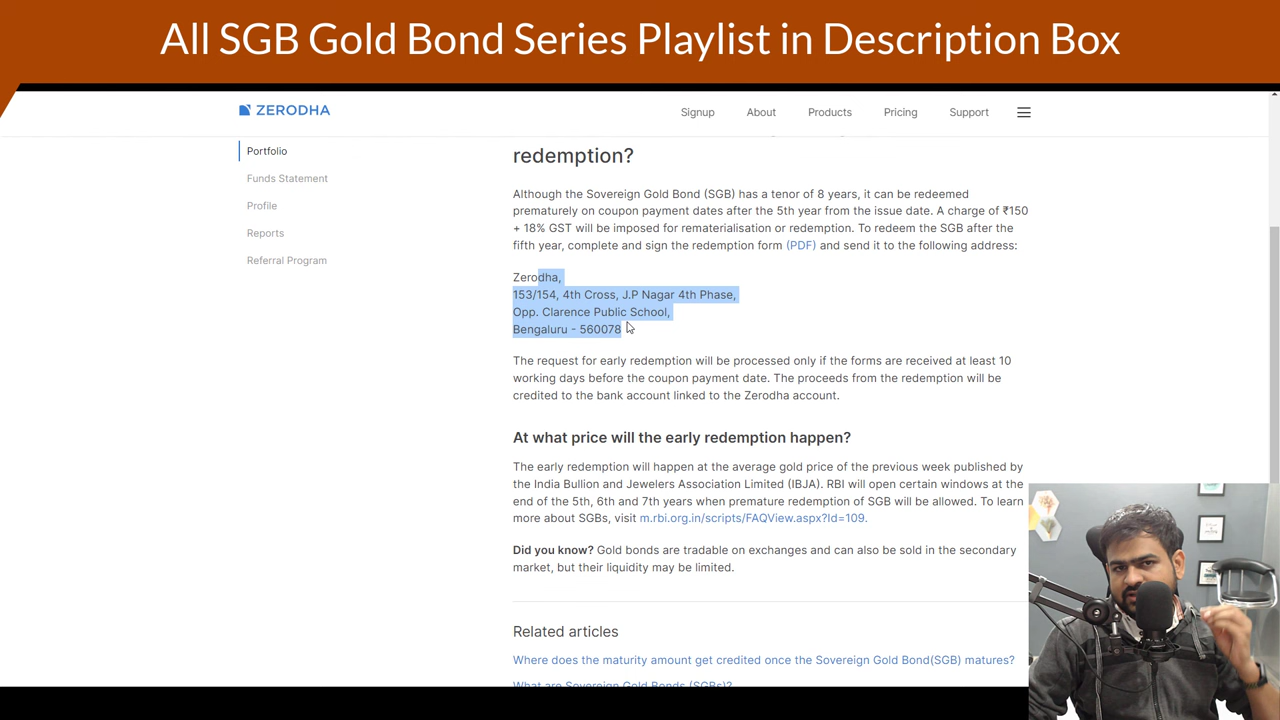 All SGB Gold Bond Series Playlist in Description Box
ZERODHA
Signup
About
Products
Pricing
Support
Portfolio
Funds Statement
Profile
Reports
Referral Program
redemption?
Although the Sovereign Gold Bond (SGB) has a tenor of 8 years, it can be redeemed
prematurely on coupon payment dates after the 5th year from the issue date. A charge of ₹150
+ 18% GST will be imposed for rematerialisation or redemption. To redeem the SGB after the
fifth year, complete and sign the redemption form (PDF) and send it to the following address:
Zerodha,
153/154, 4th Cross, J.P Nagar 4th Phase,
Opp. Clarence Public School,
Bengaluru - 560078
The request for early redemption will be processed only if the forms are received at least 10
working days before the coupon payment date. The proceeds from the redemption will be
credited to the bank account linked to the Zerodha account.
At what price will the early redemption happen?
The early redemption will happen at the average gold price of the previous week published by
the India Bullion and Jewelers Association Limited (IBJA). RBI will open certain windows at the
end of the 5th, 6th and 7th years when premature redemption of SGB will be allowed. To learn
more about SGBs, visit m.rbi.org.in/scripts/FAQView.aspx?Id=109.
Did you know? Gold bonds are tradable on exchanges and can also be sold in the secondary
market, but their liquidity may be limited.
Related articles
Where does the maturity amount get credited once the Sovereign Gold Bond(SGB) matures?
What are Sovereign Gold Bonds (SGBs)?